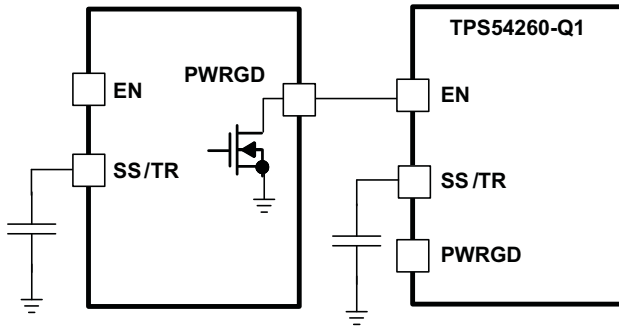 TPS54260-Q1
PWRGD
EN
EN
SS/TR
SS/TR
PWRGD